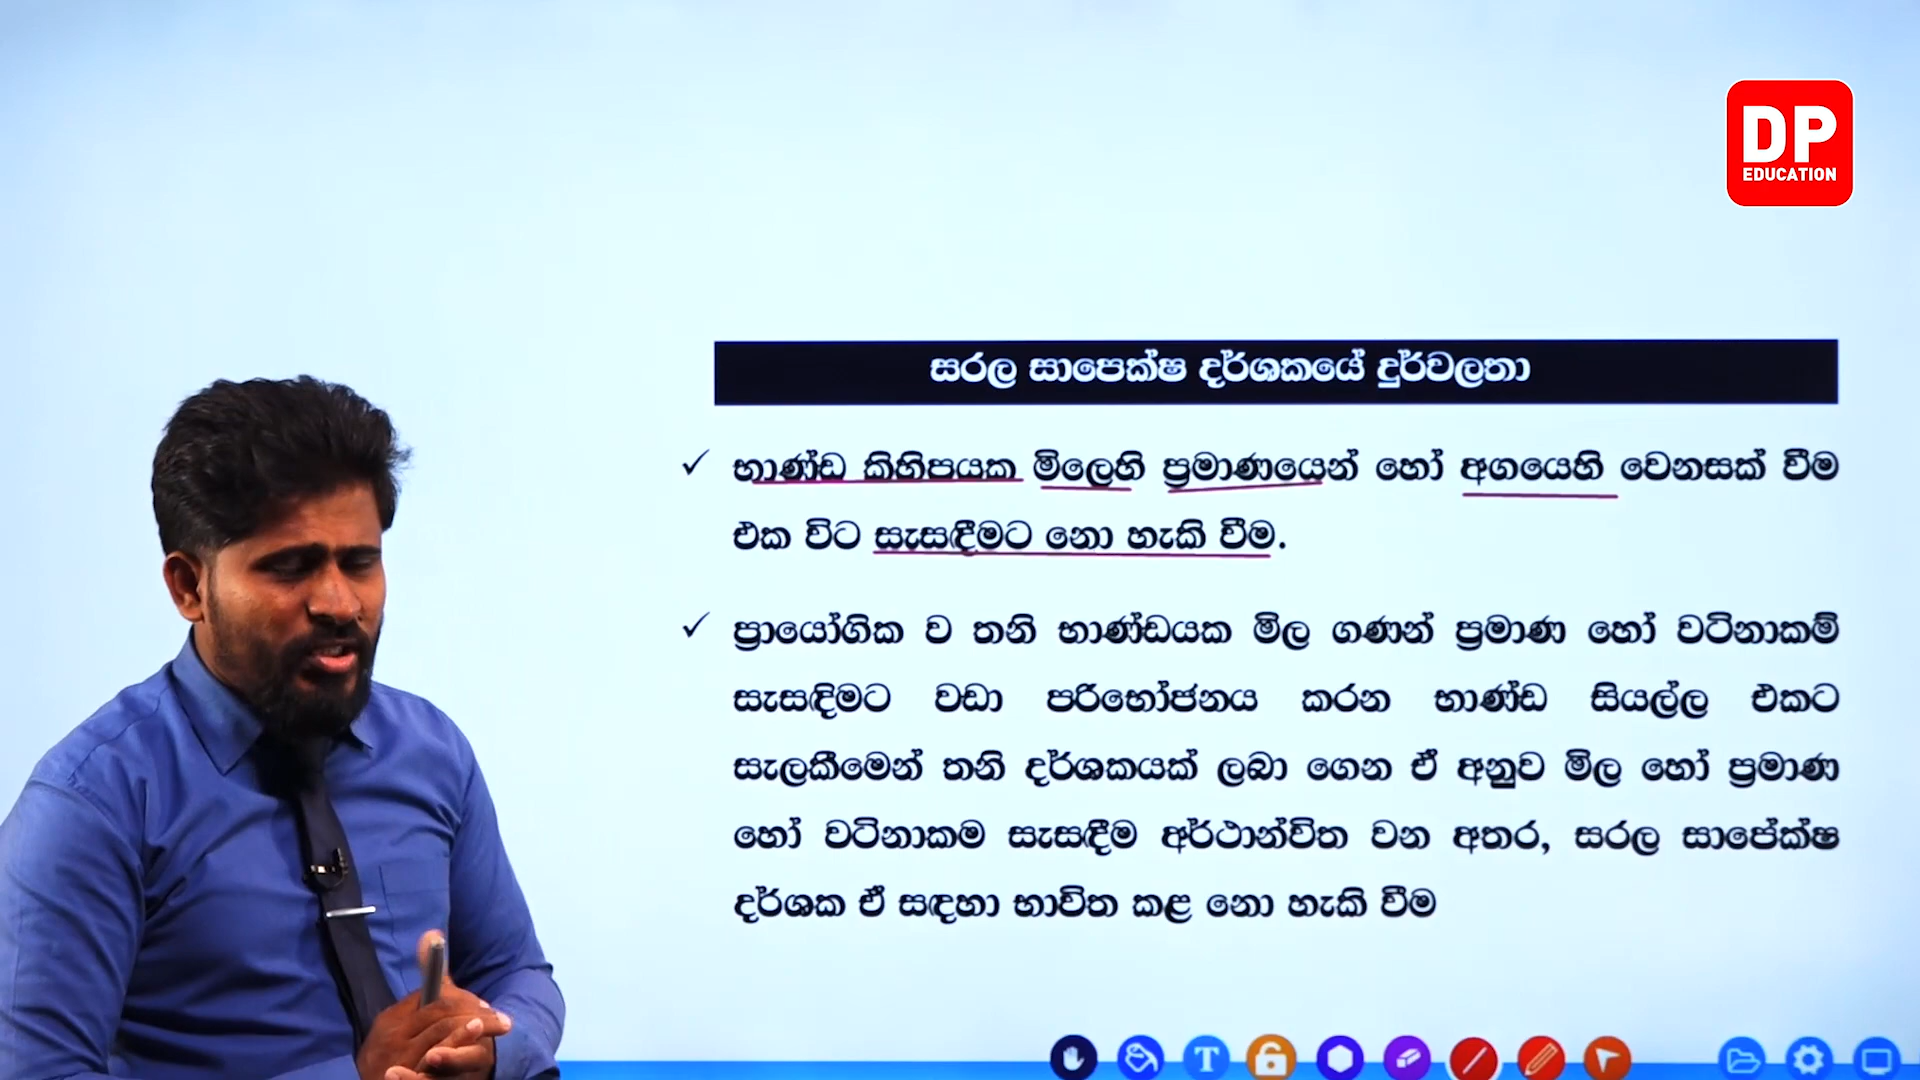 DP
EDUCATION
සරල සාපෙක්ෂ දර්ශකයේ දුර්වලතා
✓ භාණ්ඩ කිහිපයක මිලෙහි ප්‍රමාණයෙන් හෝ අගයෙහි වෙනසක් වීම
එක විට සැසඳීමට නො හැකි වීම.
✓ ප්‍රායෝගික ව තනි භාණ්ඩයක මිල ගණන් ප්‍රමාණ හෝ වටිනාකම්
සැසඳිමට වඩා පරිභෝජනය කරන භාණ්ඩ සියල්ල එකට
සැලකීමෙන් තනි දර්ශකයක් ලබා ගෙන ඒ අනුව මිල හෝ ප්‍රමාණ
හෝ වටිනාකම සැසඳීම අර්ථාන්විත වන අතර, සරල සාපේක්ෂ
දර්ශක ඒ සඳහා භාවිත කළ නො හැකි වීම
T